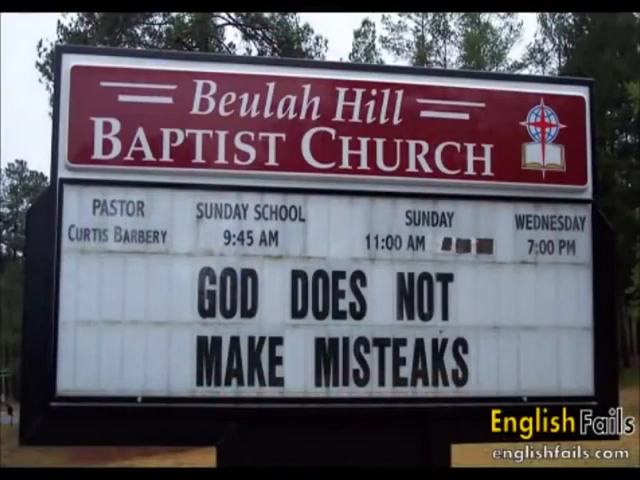 Beulah Hill
BAPTIST CHURCH
PASTOR SUNDAY SCHOOL SUNDAY WEDNESDAY
CURTIS BARBERY 9:45 AM 11:00 AM 7:00 PM
GOD DOES NOT
MAKE MISTEAKS
English Fails
englishfails.com